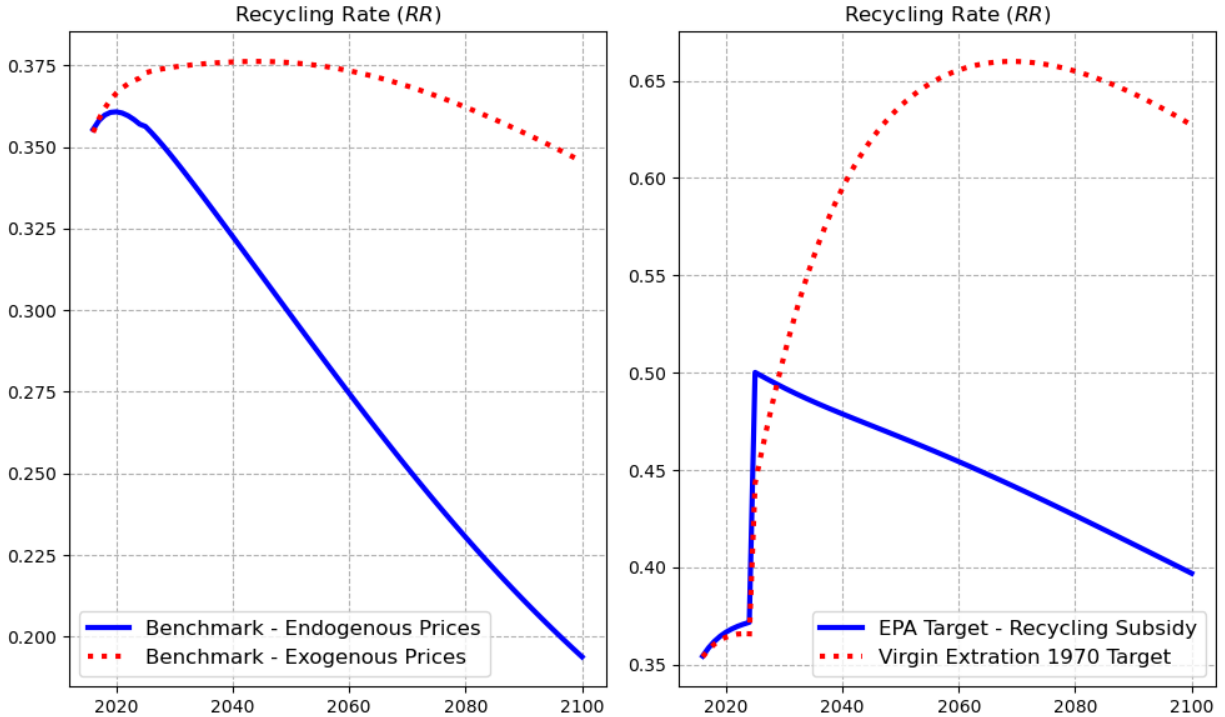 Recycling Rate (RR)
0.375
0.350
0.325
0.300
0.275
0.250
0.225
0.200
2020 2040 2060 2080 2100
Benchmark - Endogenous Prices
Benchmark - Exogenous Prices
Recycling Rate (RR)
0.65
0.60
0.55
0.50
0.45
0.40
0.35
2020 2040 2060 2080 2100
EPA Target - Recycling Subsidy
Virgin Extration 1970 Target